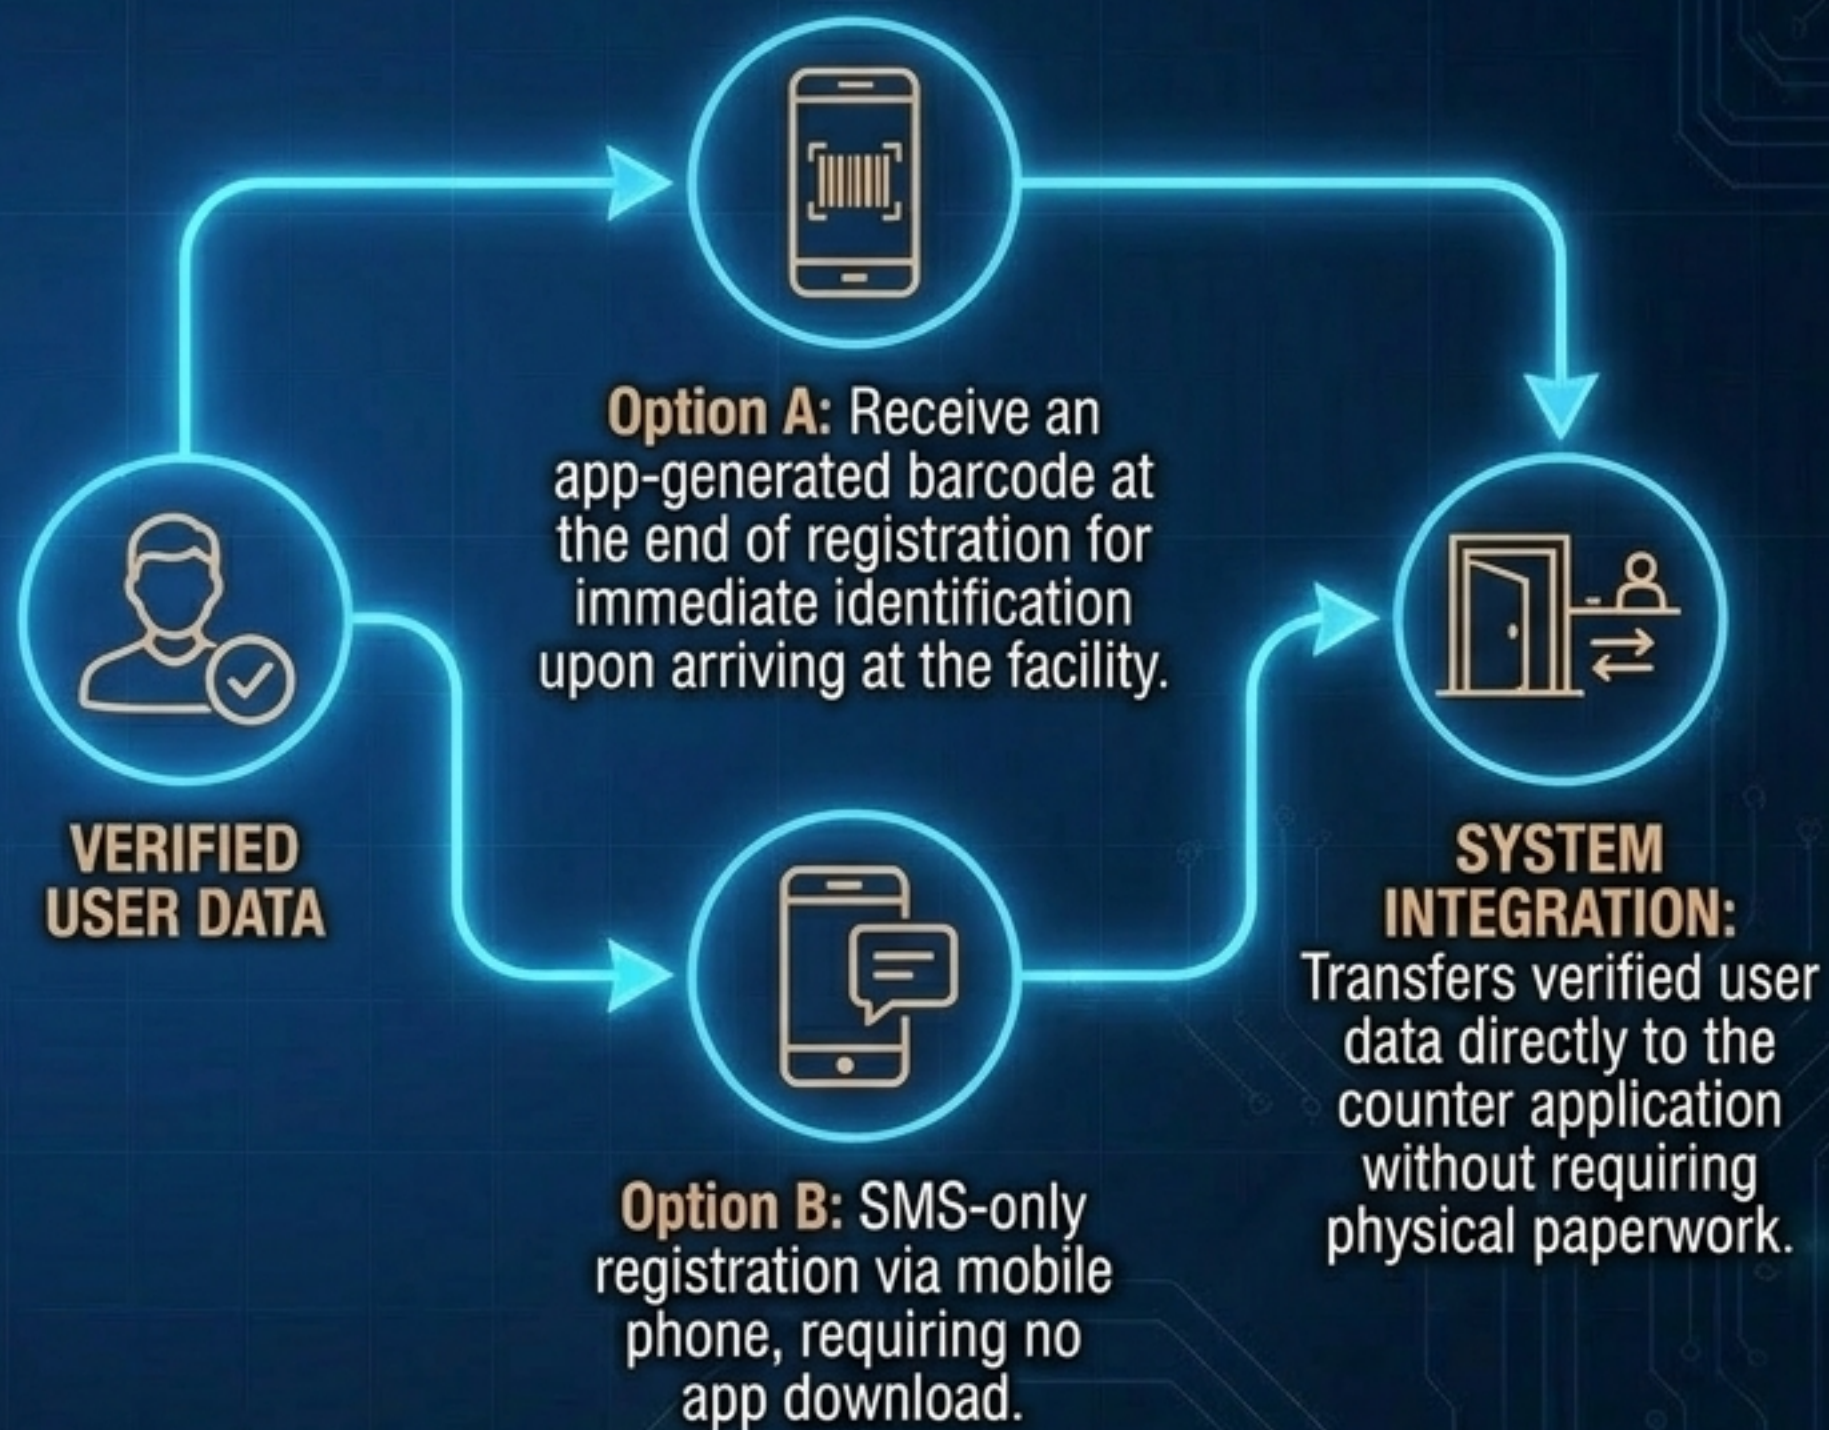 Option A: Receive an
app-generated barcode at
the end of registration for
immediate identification
upon arriving at the facility.
VERIFIED
USER DATA
Option B: SMS-only
registration via mobile
phone, requiring no
app download.
SYSTEM
INTEGRATION:
Transfers verified user
data directly to the
counter application
without requiring
physical paperwork.